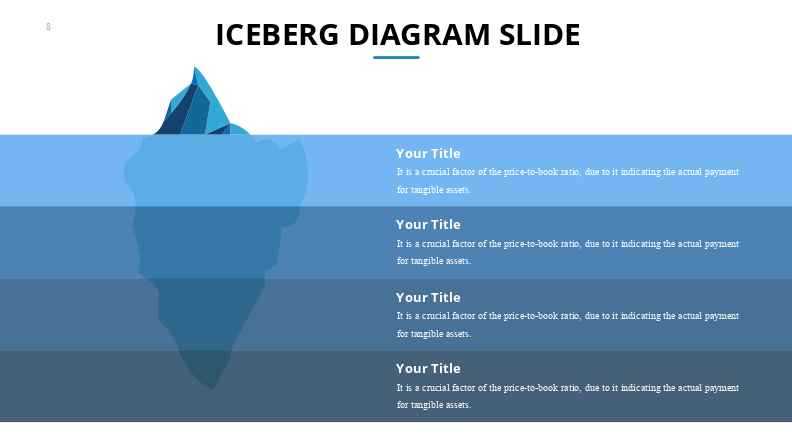 8
ICEBERG DIAGRAM SLIDE
Your Title
It is a crucial factor of the price-to-book ratio, due to it indicating the actual payment
for tangible assets.
Your Title
It is a crucial factor of the price-to-book ratio, due to it indicating the actual payment
for tangible assets.
Your Title
It is a crucial factor of the price-to-book ratio, due to it indicating the actual payment
for tangible assets.
Your Title
It is a crucial factor of the price-to-book ratio, due to it indicating the actual payment
for tangible assets.